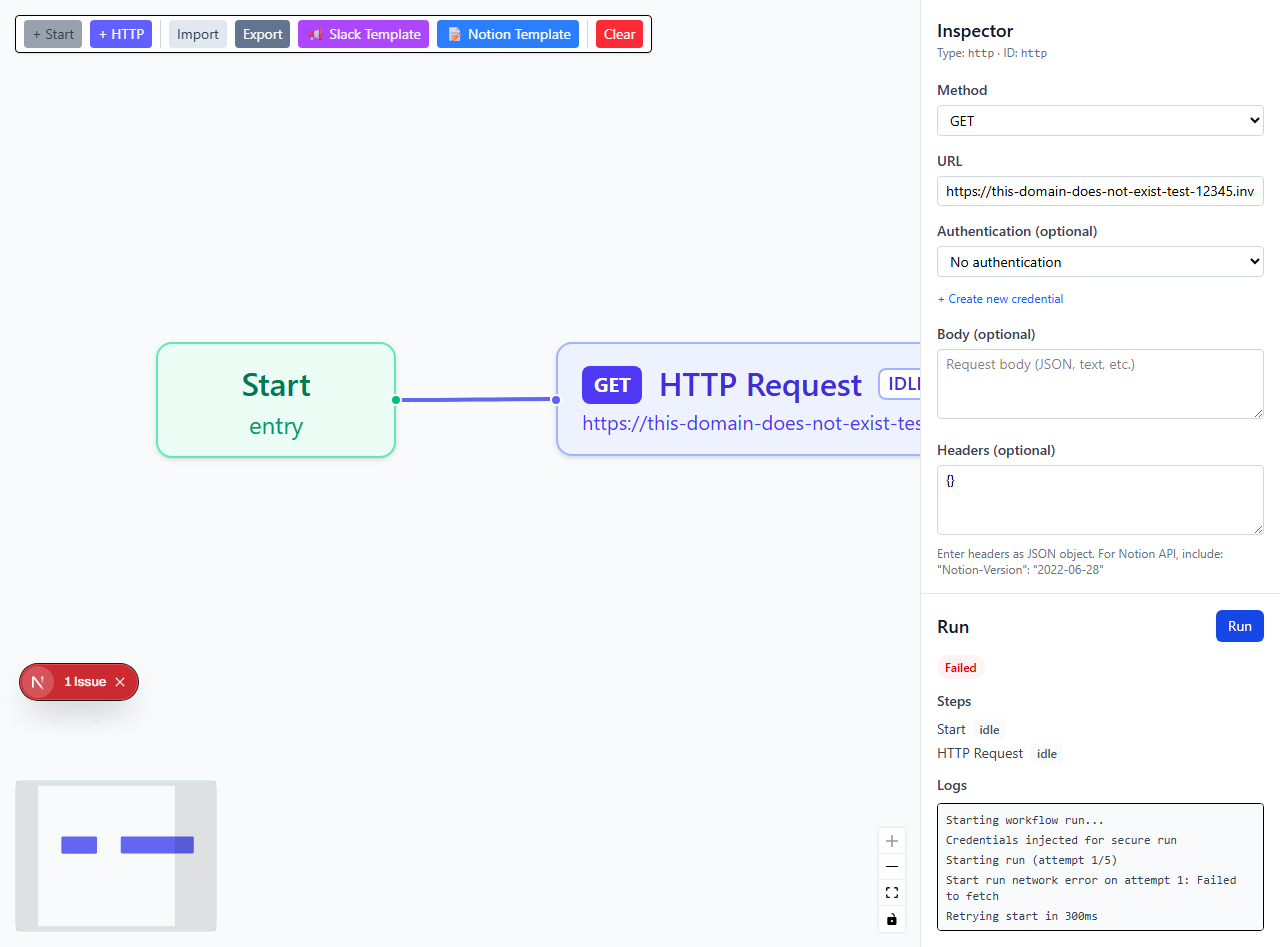 + Start
+ HTTP
Import
Export
Slack Template
Notion Template
Clear
Start
entry
GET HTTP Request IDL
https://this-domain-does-not-exist-tes
N 1 Issue
Inspector
Type: http · ID: http
Method
GET
URL
https://this-domain-does-not-exist-test-12345.inv
Authentication (optional)
No authentication
+ Create new credential
Body (optional)
Request body (JSON, text, etc.)
Headers (optional)
{}
Enter headers as JSON object. For Notion API, include:
"Notion-Version": "2022-06-28"
Run
Run
Failed
Steps
Start idle
HTTP Request idle
Logs
Starting workflow run...
Credentials injected for secure run
Starting run (attempt 1/5)
Start run network error on attempt 1: Failed
to fetch
Retrying start in 300ms